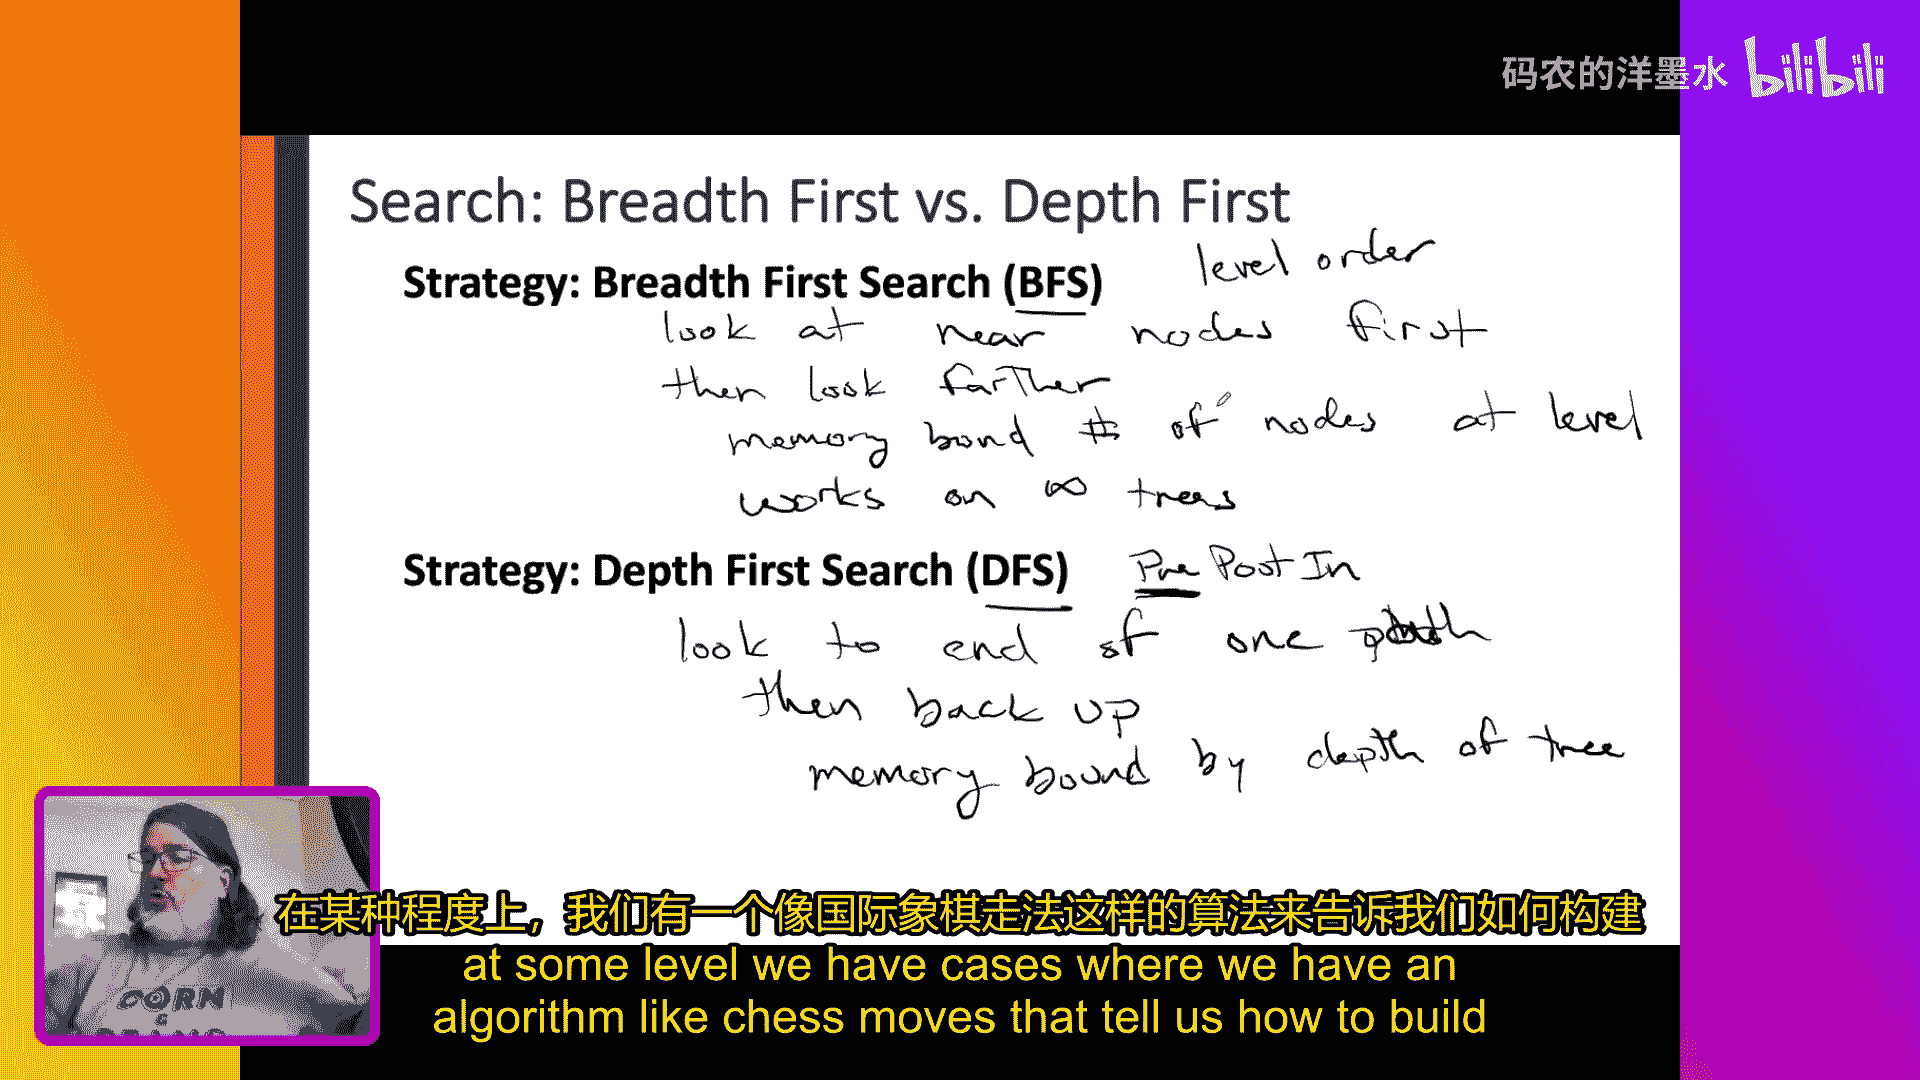 码农的洋墨水 bilibili
Search: Breadth First vs. Depth First
level order
Strategy: Breadth First Search (BFS)
look at near nodes first
then look farther
memory bond # of nodes at level
works on ∞ trees
Strategy: Depth First Search (DFS) Pre Post In
look to end of one path
then back up
memory bound by depth of tree
CORN
在某种程度上，我们有一个像国际象棋走法这样的算法来告诉我们如何构建
at some level we have cases where we have an
algorithm like chess moves that tell us how to build